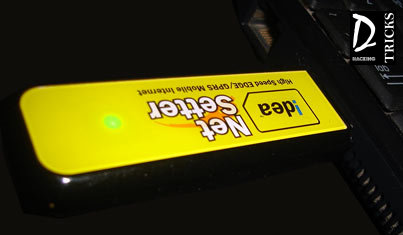 idea
Net
Setter
High Speed EDGE/GPRS Mobile Internet
D
HACKING
TRICKS